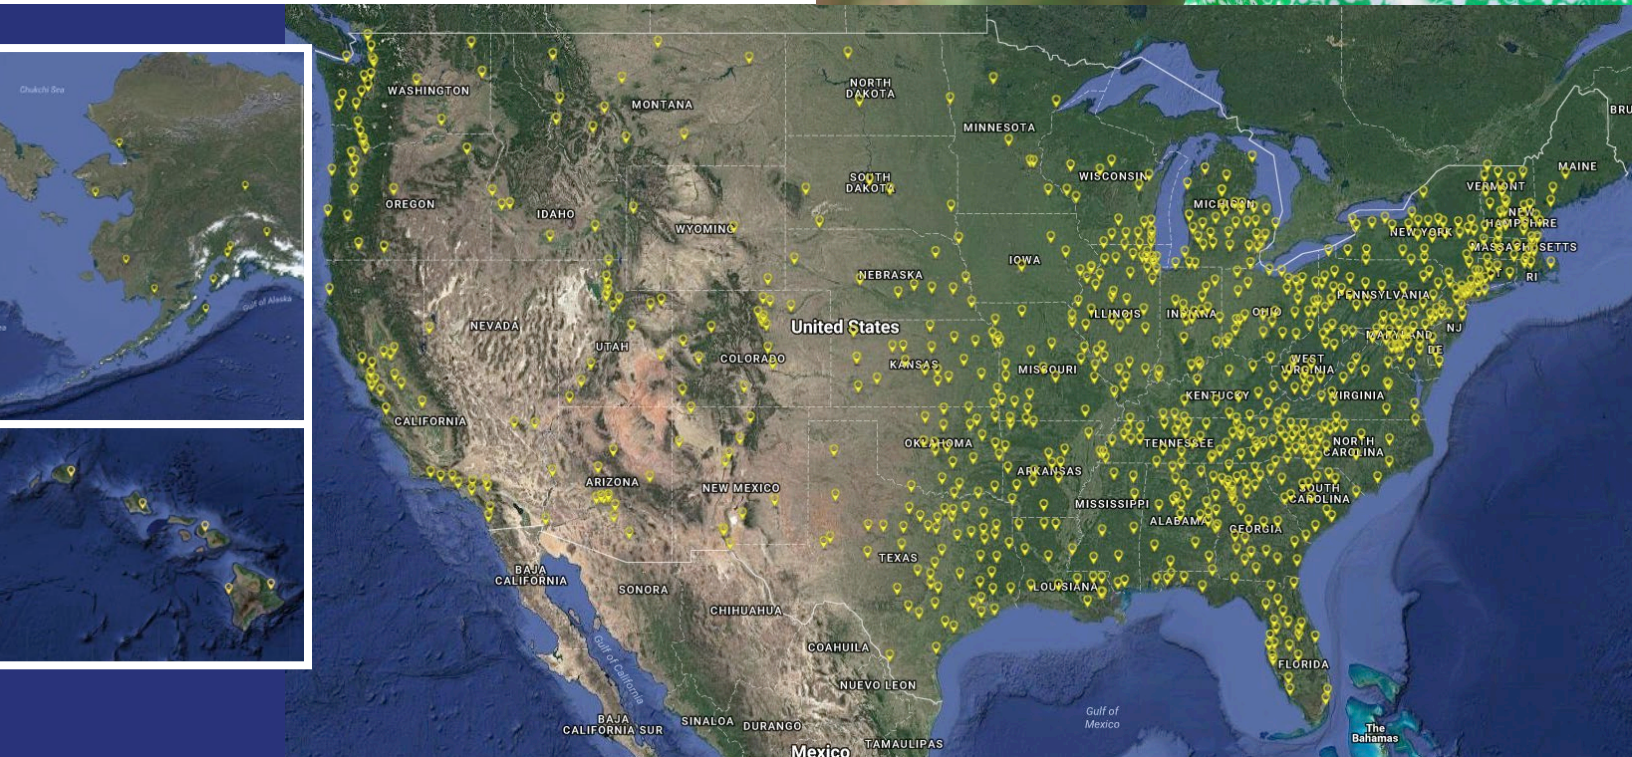 Chukchi Sea
Gulf of Alaska
WASHINGTON
MONTANA
NORTH
DAKOTA
MINNESOTA
BRU
MAINE
WISCONSIN
SOUTH
DAKOTA
VERMONT
OREGON
IDAHO
WYOMING
MICHIGAN
NEW YORK
NEW
HAMPSHIRE
MASSACHUSETTS
RI
IOWA
NEBRASKA
PENNSYLVANIA
ILLINOIS
INDIANA
OHIO
NEVADA
United States
MARYLAND
NJ
DE
UTAH
COLORADO
KANSAS
MISSOURI
WEST
VIRGINIA
KENTUCKY
VIRGINIA
CALIFORNIA
OKLAHOMA
TENNESSEE
NORTH
CAROLINA
ARKANSAS
ARIZONA
NEW MEXICO
MISSISSIPPI
SOUTH
CAROLINA
ALABAMA
GEORGIA
TEXAS
BAJA
CALIFORNIA
SONORA
LOUISIANA
CHIHUAHUA
COAHUILA
Gulf of California
FLORIDA
NUEVO LEON
Gulf of
Mexico
BAJA
CALIFORNIA SUR
SINALOA
DURANGO
The
Bahamas
TAMAULIPAS
Mexico